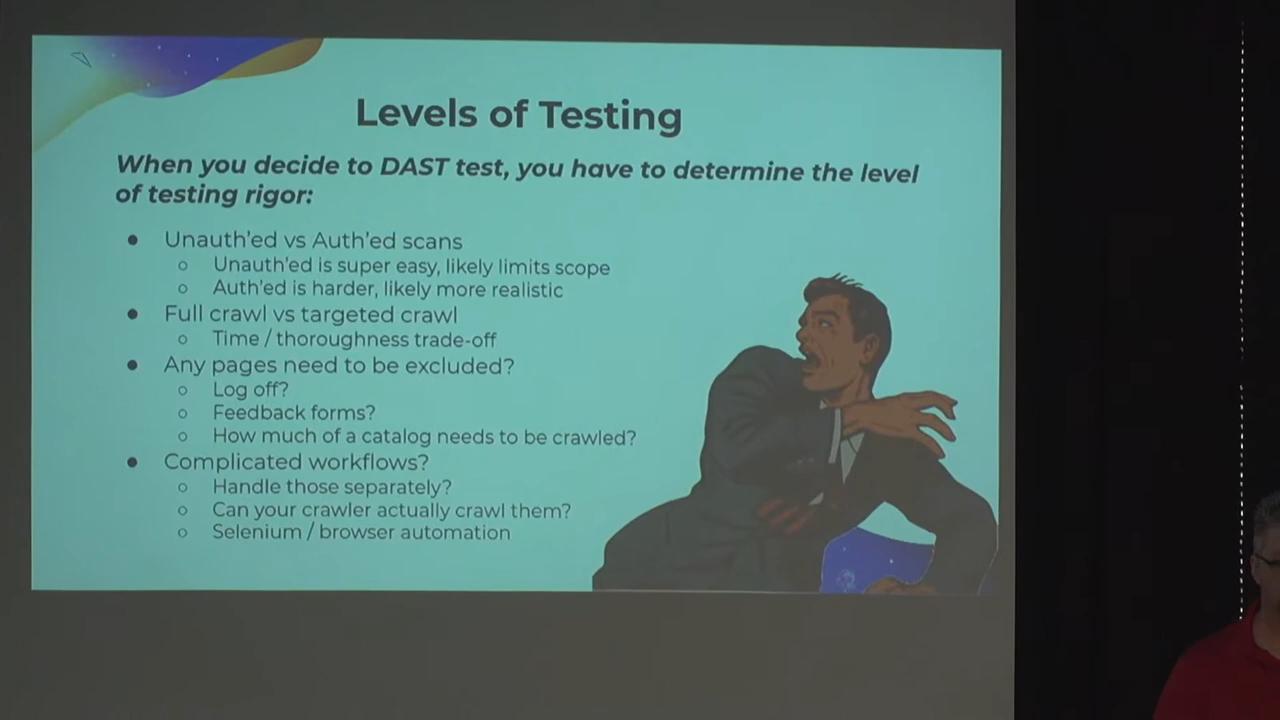 Levels of Testing
When you decide to DAST test, you have to determine the level
of testing rigor:
● Unauth'ed vs Auth'ed scans
○ Unauth'ed is super easy, likely limits scope
○ Auth'ed is harder, likely more realistic
● Full crawl vs targeted crawl
○ Time / thoroughness trade-off
● Any pages need to be excluded?
○ Log off?
○ Feedback forms?
○ How much of a catalog needs to be crawled?
● Complicated workflows?
○ Handle those separately?
○ Can your crawler actually crawl them?
○ Selenium / browser automation